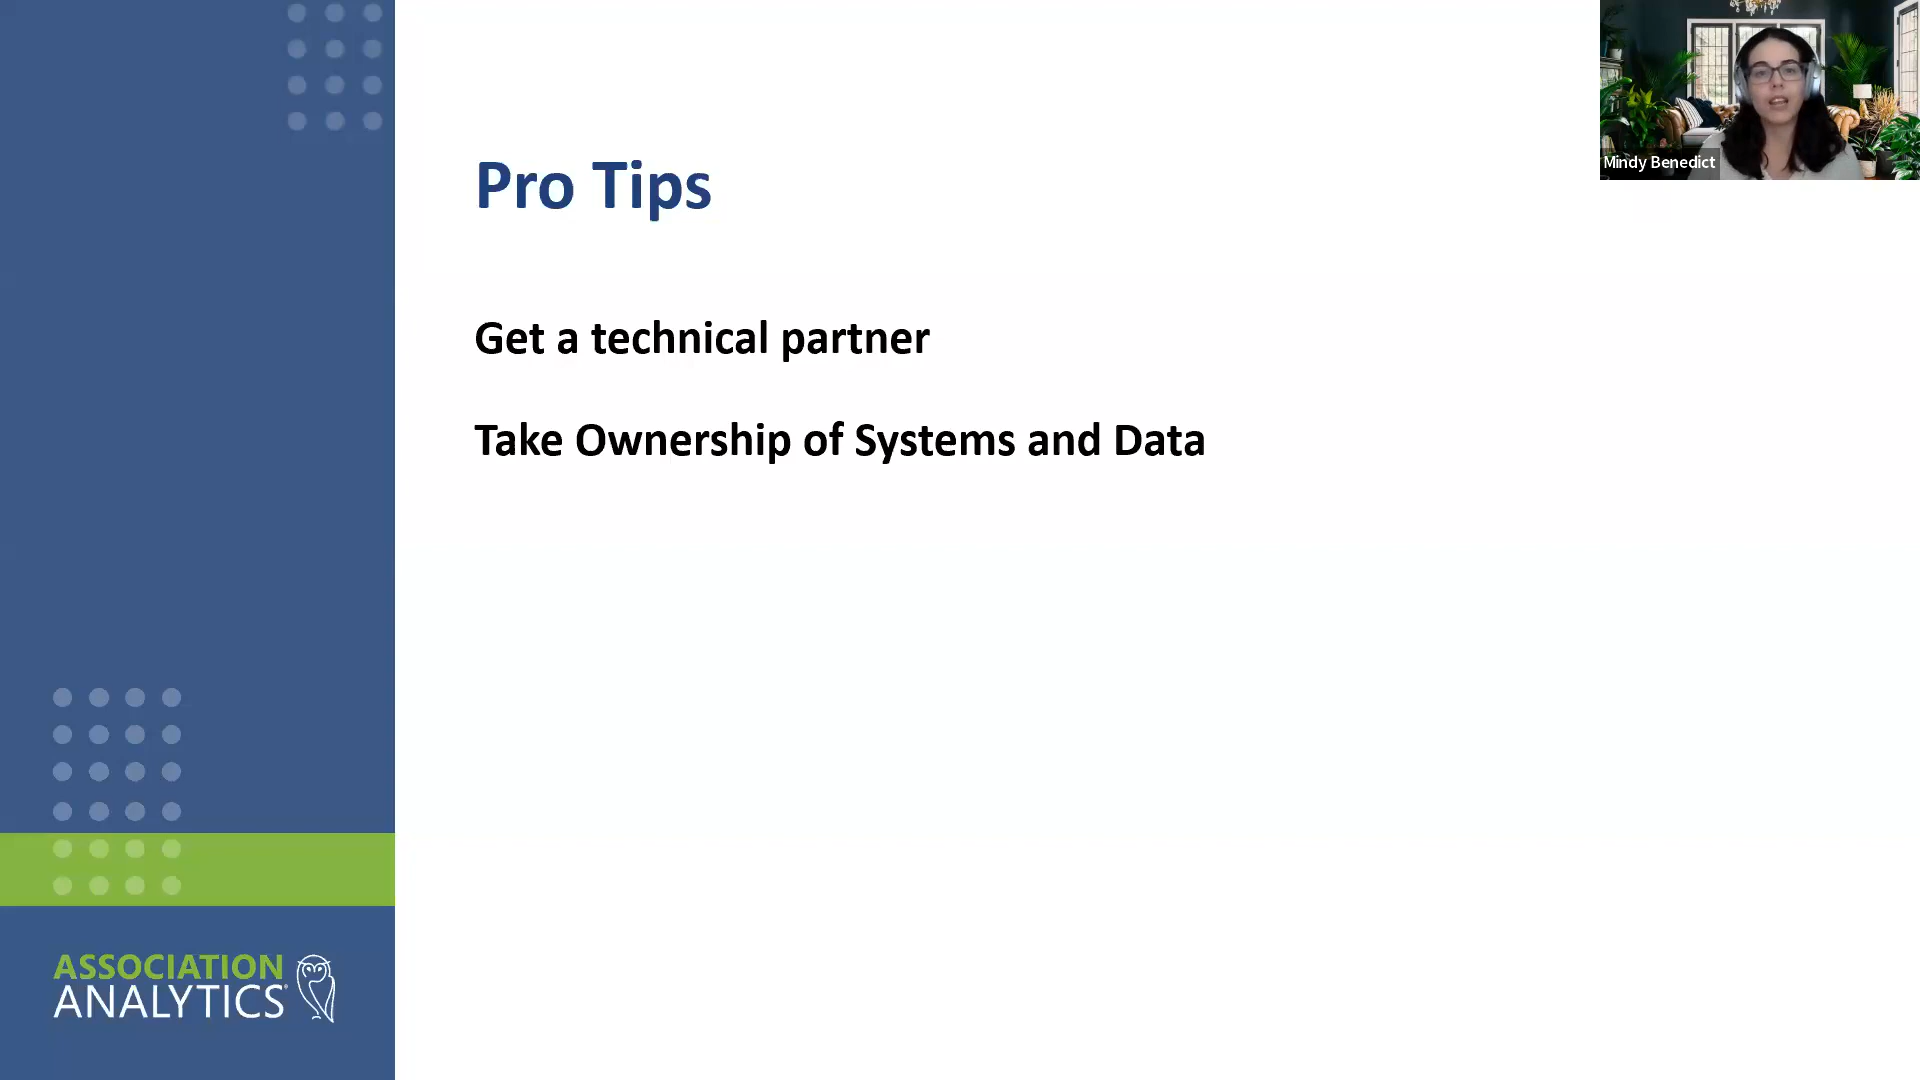 Pro Tips
Get a technical partner
Take Ownership of Systems and Data
Mindy Benedict
ASSOCIATION
ANALYTICS